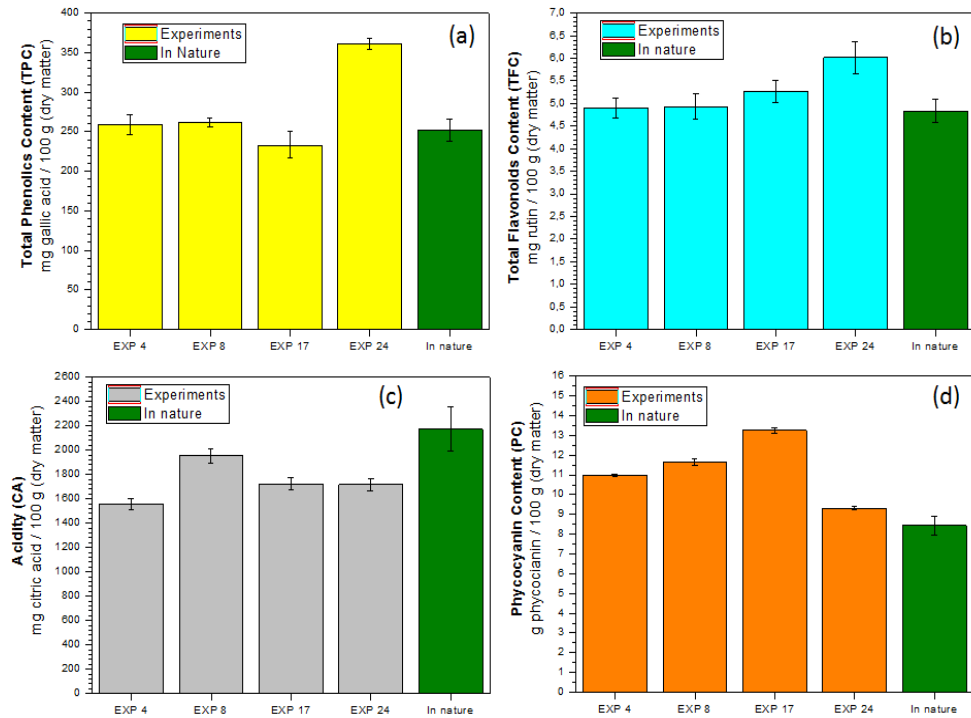 Total Phenolics Content (TPC)
mg gallic acid / 100 g (dry matter)
400
350
300
250
200
150
100
50
0
Experiments
In Nature
(a)
EXP 4
EXP 8
EXP 17
EXP 24
In nature
Total Flavonolds Content (TFC)
mg rutin / 100 g (dry matter)
7,0
6,5
6,0
5,5
5,0
4,5
4,0
3,5
3,0
2,5
2,0
1,5
1,0
0,5
0,0
Experiments
In nature
(b)
EXP 4
EXP 8
EXP 17
EXP 24
In nature
Acidity (CA)
mg citric acid / 100 g (dry matter)
2600
2400
2200
2000
1800
1600
1400
1200
1000
800
600
400
200
0
Experiments
In nature
(c)
EXP 4
EXP 8
EXP 17
EXP 24
In nature
Phycocyanin Content (PC)
g phycocianin / 100 g (dry matter)
16
15
14
13
12
11
10
9
8
7
6
5
4
3
2
1
0
Experiments
In nature
(d)
EXP 4
EXP 8
EXP 17
EXP 24
In nature